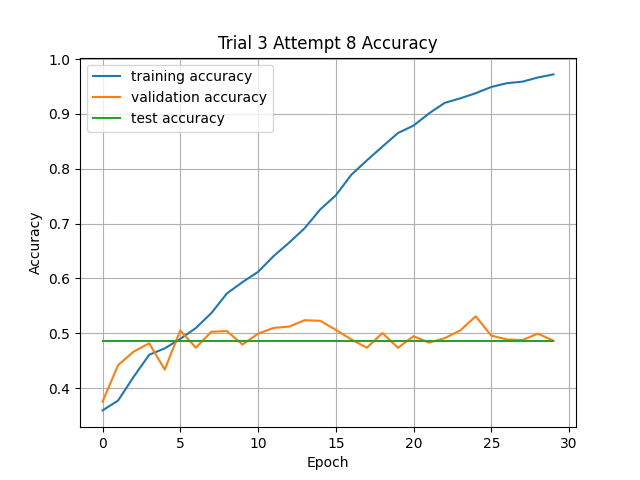 Trial 3 Attempt 8 Accuracy
training accuracy
validation accuracy
test accuracy
Accuracy
1.0
0.9
0.8
0.7
0.6
0.5
0.4
0 5 10 15 20 25 30
Epoch